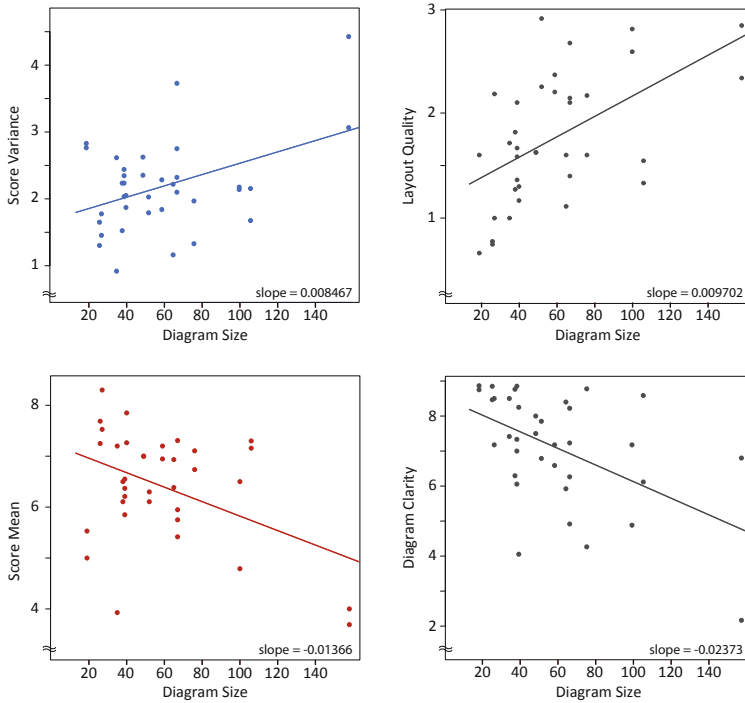 Score Variance
4
3
2
1
≈
slope = 0.008467
20 40 60 80 100 120 140
Diagram Size
Layout Quality
3
2
1
≈
slope = 0.009702
20 40 60 80 100 120 140
Diagram Size
Score Mean
8
6
4
≈
slope = -0.01366
20 40 60 80 100 120 140
Diagram Size
Diagram Clarity
8
6
4
2
≈
slope = -0.02373
20 40 60 80 100 120 140
Diagram Size